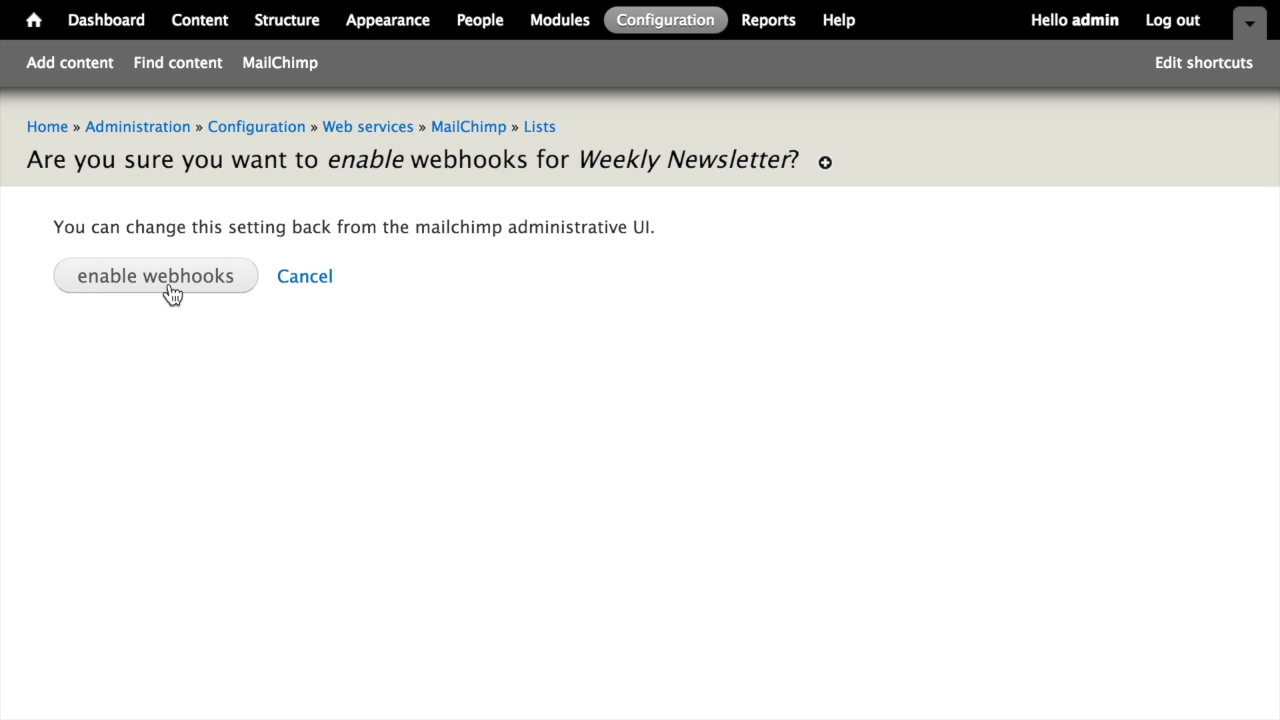 Dashboard Content Structure Appearance People Modules Configuration Reports Help Hello admin Log out
Add content Find content MailChimp Edit shortcuts
Home » Administration » Configuration » Web services » MailChimp » Lists
Are you sure you want to enable webhooks for Weekly Newsletter?
You can change this setting back from the mailchimp administrative UI.
enable webhooks Cancel